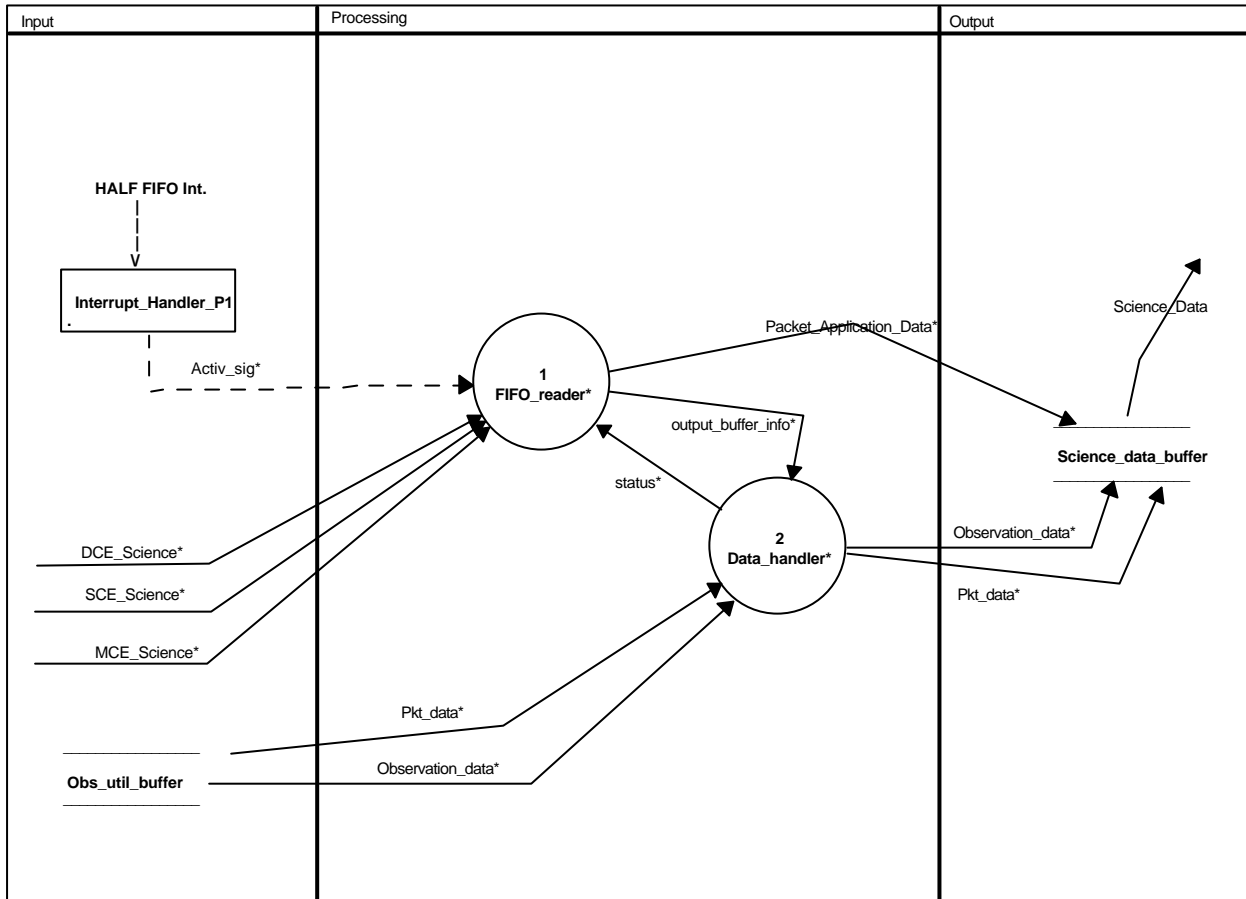 Input
Processing
Output
HALF FIFO Int.
V
Interrupt_Handler_P1
.
Activ_sig*
1
FIFO_reader*
Packet_Application_Data*
Science_Data
output_buffer_info*
status*
Science_data_buffer
2
Data_handler*
Observation_data*
Pkt_data*
DCE_Science*
SCE_Science*
MCE_Science*
Pkt_data*
Observation_data*
Obs_util_buffer